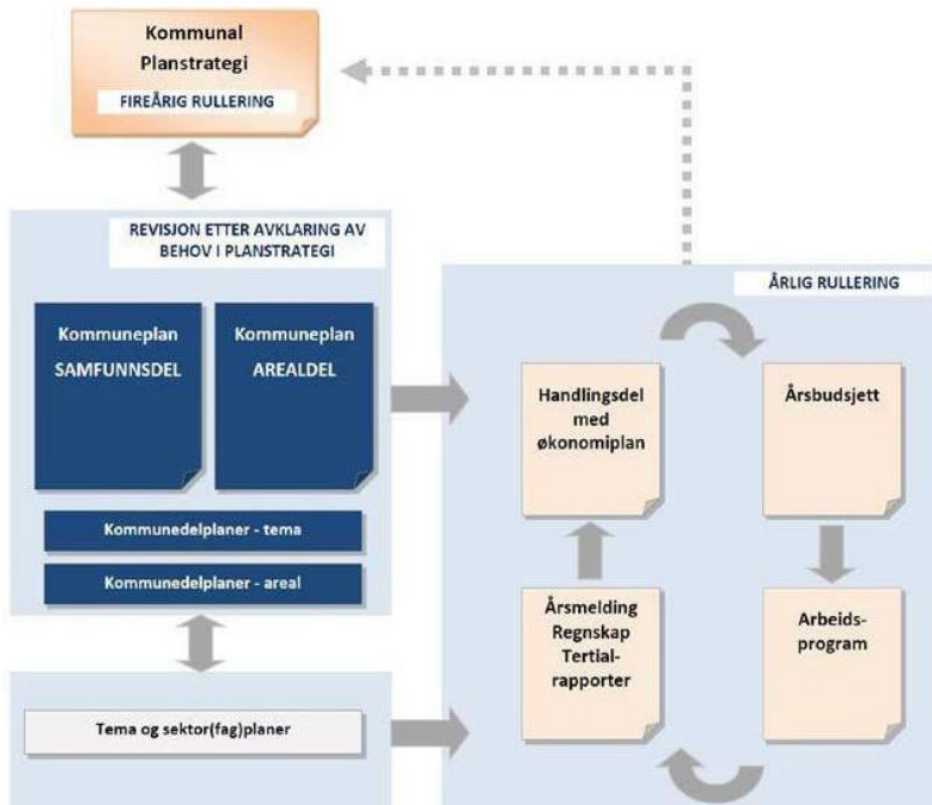 Kommunal
Planstrategi
FIREÅRIG RULLERING
REVISJON ETTER AVKLARING AV
BEHOV I PLANSTRATEGI
Kommuneplan
SAMFUNNSDEL
Kommuneplan
AREALDEL
Kommunedelplaner - tema
Kommunedelplaner - areal
Tema og sektor(fag)planer
ÅRLIG RULLERING
Handlingsdel
med
økonomiplan
Årsbudsjett
Årsmelding
Regnskap
Tertial-
rapporter
Arbeids-
program